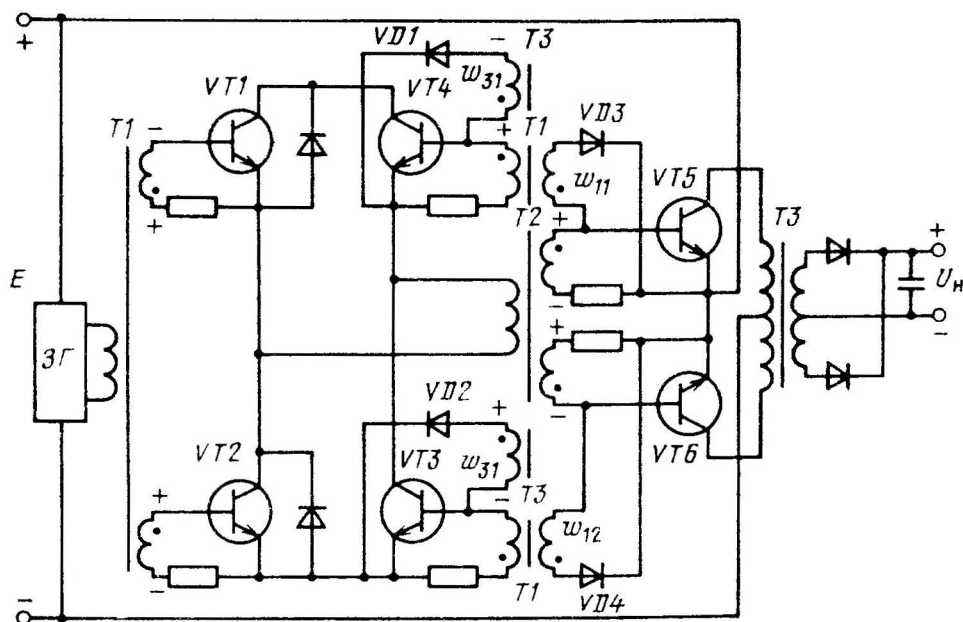 + VD1 - T3
VT1 VT4 w31
T1 - + T1 VD3
w11 VT5
+ T2 + T3
E - + Uн
ЗГ + -
- VT6
VT2 VD2 +
+ VT3 w31 T3
- w12
- T1 VD4
-